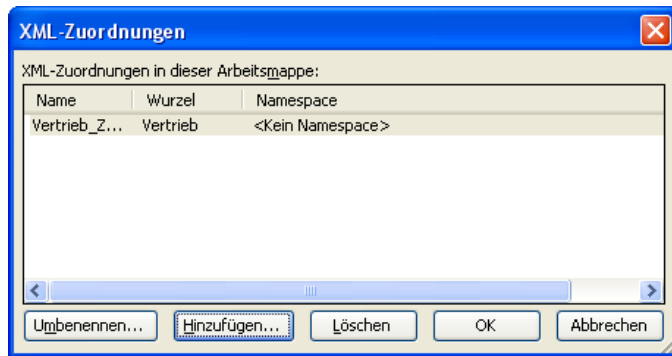 XML-Zuordnungen
XML-Zuordnungen in dieser Arbeitsmappe:
Name Wurzel Namespace
Vertrieb_Z... Vertrieb <Kein Namespace>
Umbenennen... Hinzufügen... Löschen OK Abbrechen